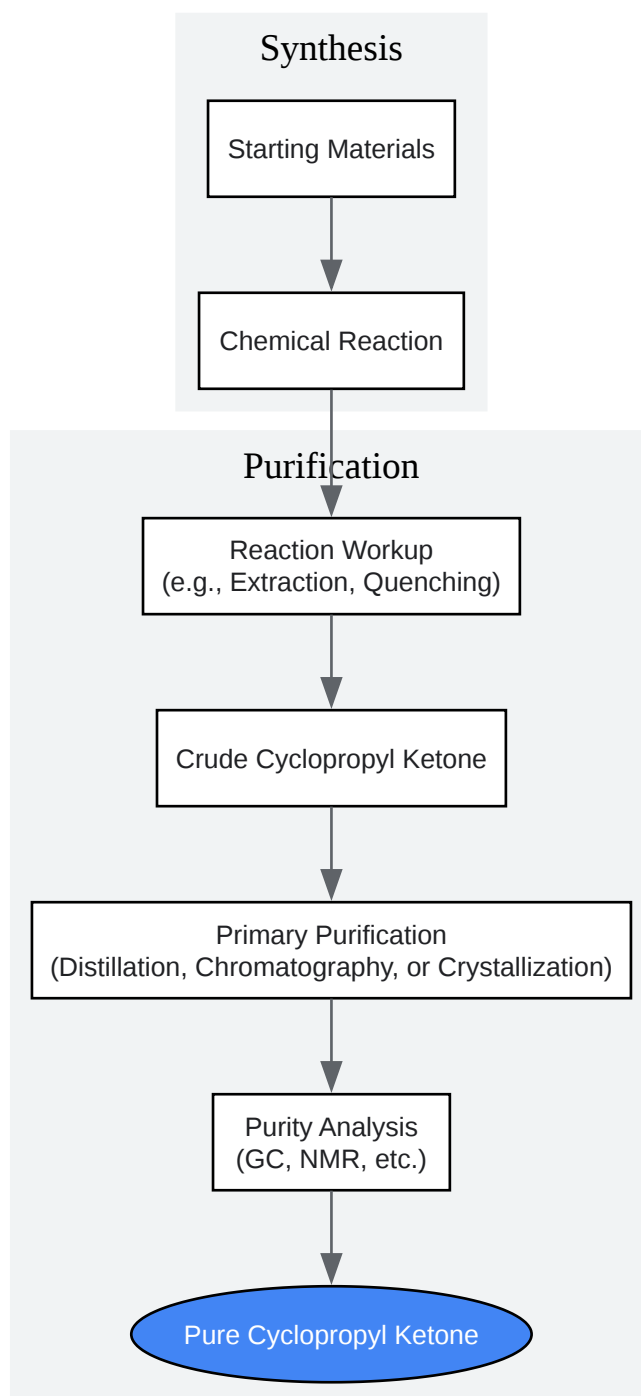 Synthesis
Starting Materials
Chemical Reaction
Purification
Reaction Workup
(e.g., Extraction, Quenching)
Crude Cyclopropyl Ketone
Primary Purification
(Distillation, Chromatography, or Crystallization)
Purity Analysis
(GC, NMR, etc.)
Pure Cyclopropyl Ketone